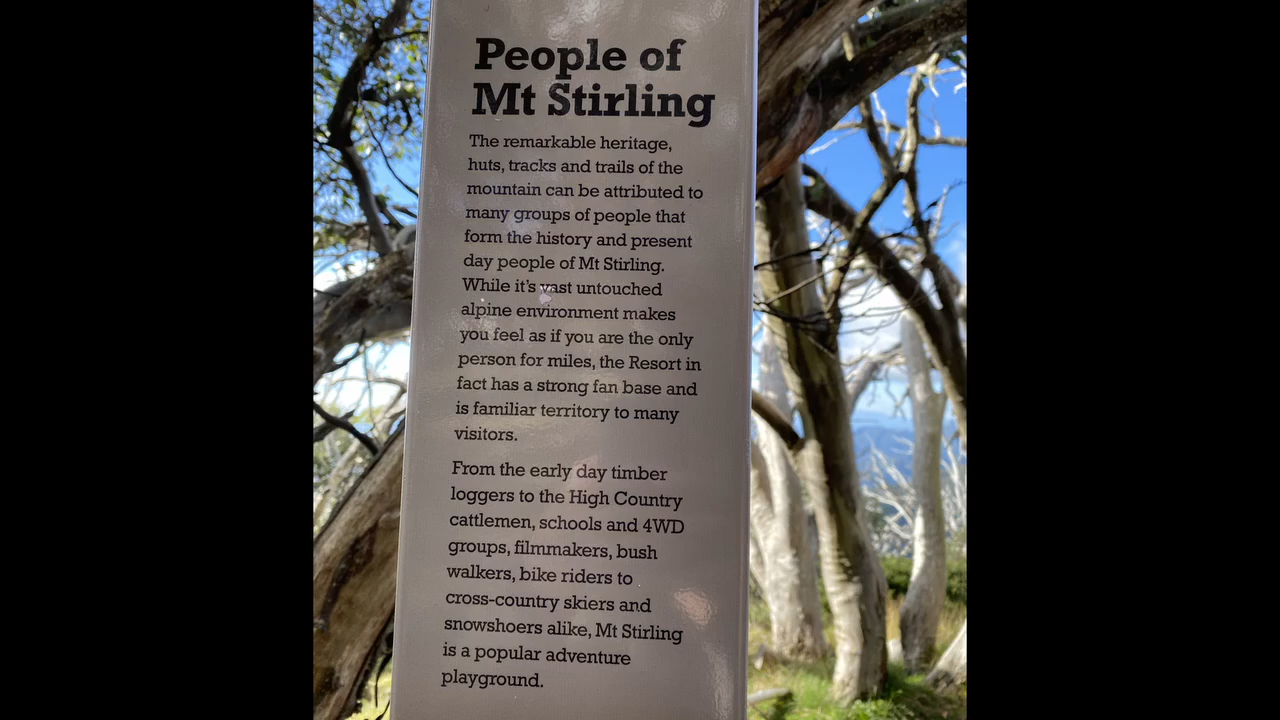 People of
Mt Stirling
The remarkable heritage,
huts, tracks and trails of the
mountain can be attributed to
many groups of people that
form the history and present
day people of Mt Stirling.
While it's vast untouched
alpine environment makes
you feel as if you are the only
person for miles, the Resort in
fact has a strong fan base and
is familiar territory to many
visitors.
From the early day timber
loggers to the High Country
cattlemen, schools and 4WD
groups, filmmakers, bush
walkers, bike riders to
cross-country skiers and
snowshoers alike, Mt Stirling
is a popular adventure
playground.